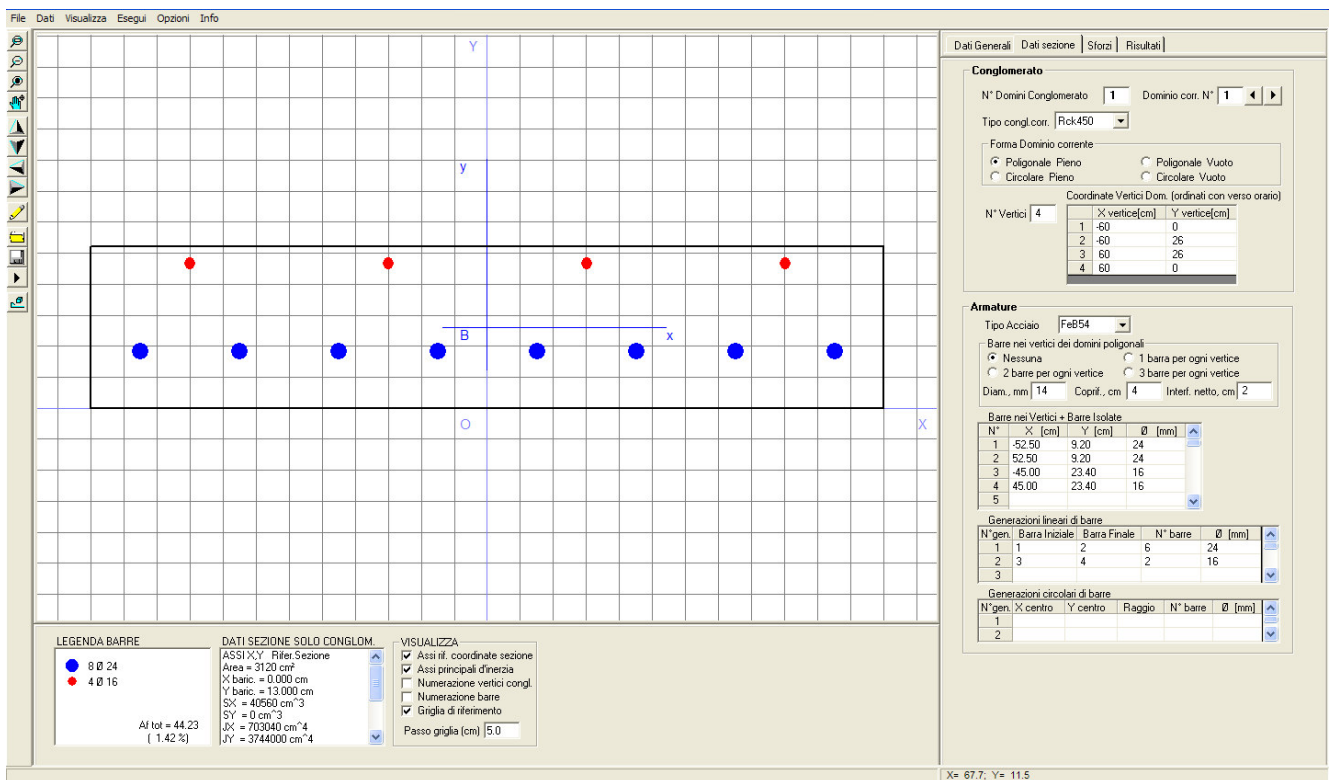 File Dati Visualizza Esegui Opzioni Info
Y
y
B
x
O
X
LEGENDA BARRE
8 Ø 24
4 Ø 16
Af tot = 44.23
( 1.42 %)
DATI SEZIONE SOLO CONGLOM.
ASSI X,Y Rifer.Sezione
Area = 3120 cm²
X baric. = 0.000 cm
Y baric. = 13.000 cm
SX = 40560 cm^3
SY = 0 cm^3
JX = 703040 cm^4
JY = 3744000 cm^4
VISUALIZZA
Assi rif. coordinate sezione
Assi principali d'inerzia
Numerazione vertici congl.
Numerazione barre
Griglia di riferimento
Passo griglia (cm) 5.0
Dati Generali Dati sezione Sforzi Risultati
Conglomerato
N° Domini Conglomerato 1 Dominio corr. N° 1
Tipo congl.corr. Rck450
Forma Dominio corrente
Poligonale Pieno Poligonale Vuoto
Circolare Pieno Circolare Vuoto
Coordinate Vertici Dom. (ordinati con verso orario)
N° Vertici 4
X vertice[cm] Y vertice[cm]
1 -60 0
2 -60 26
3 60 26
4 60 0
Armature
Tipo Acciaio FeB54
Barre nei vertici dei domini poligonali
Nessuna 1 barra per ogni vertice
2 barre per ogni vertice 3 barre per ogni vertice
Diam., mm 14 Coprif., cm 4 Interf. netto, cm 2
Barre nei Vertici + Barre Isolate
N° X [cm] Y [cm] Ø [mm]
1 -52.50 9.20 24
2 52.50 9.20 24
3 -45.00 23.40 16
4 45.00 23.40 16
5
Generazioni lineari di barre
N°gen. Barra Iniziale Barra Finale N° barre Ø [mm]
1 1 2 6 24
2 3 4 2 16
3
Generazioni circolari di barre
N°gen. X centro Y centro Raggio N° barre Ø [mm]
1
2
X= 67.7; Y= 11.5